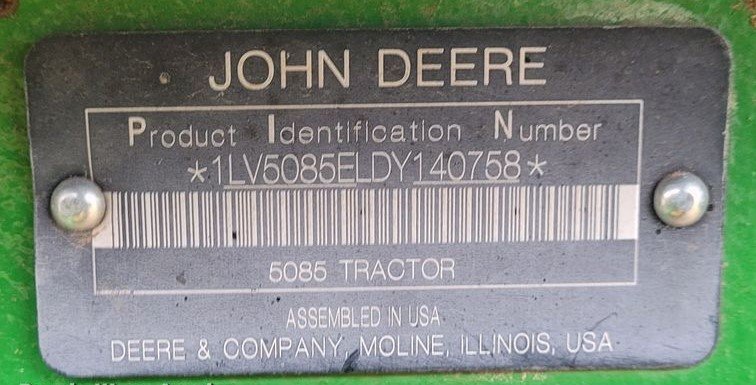 JOHN DEERE
Product Identification Number
*1LV5085ELDY140758*
5085 TRACTOR
ASSEMBLED IN USA
DEERE & COMPANY, MOLINE, ILLINOIS, USA